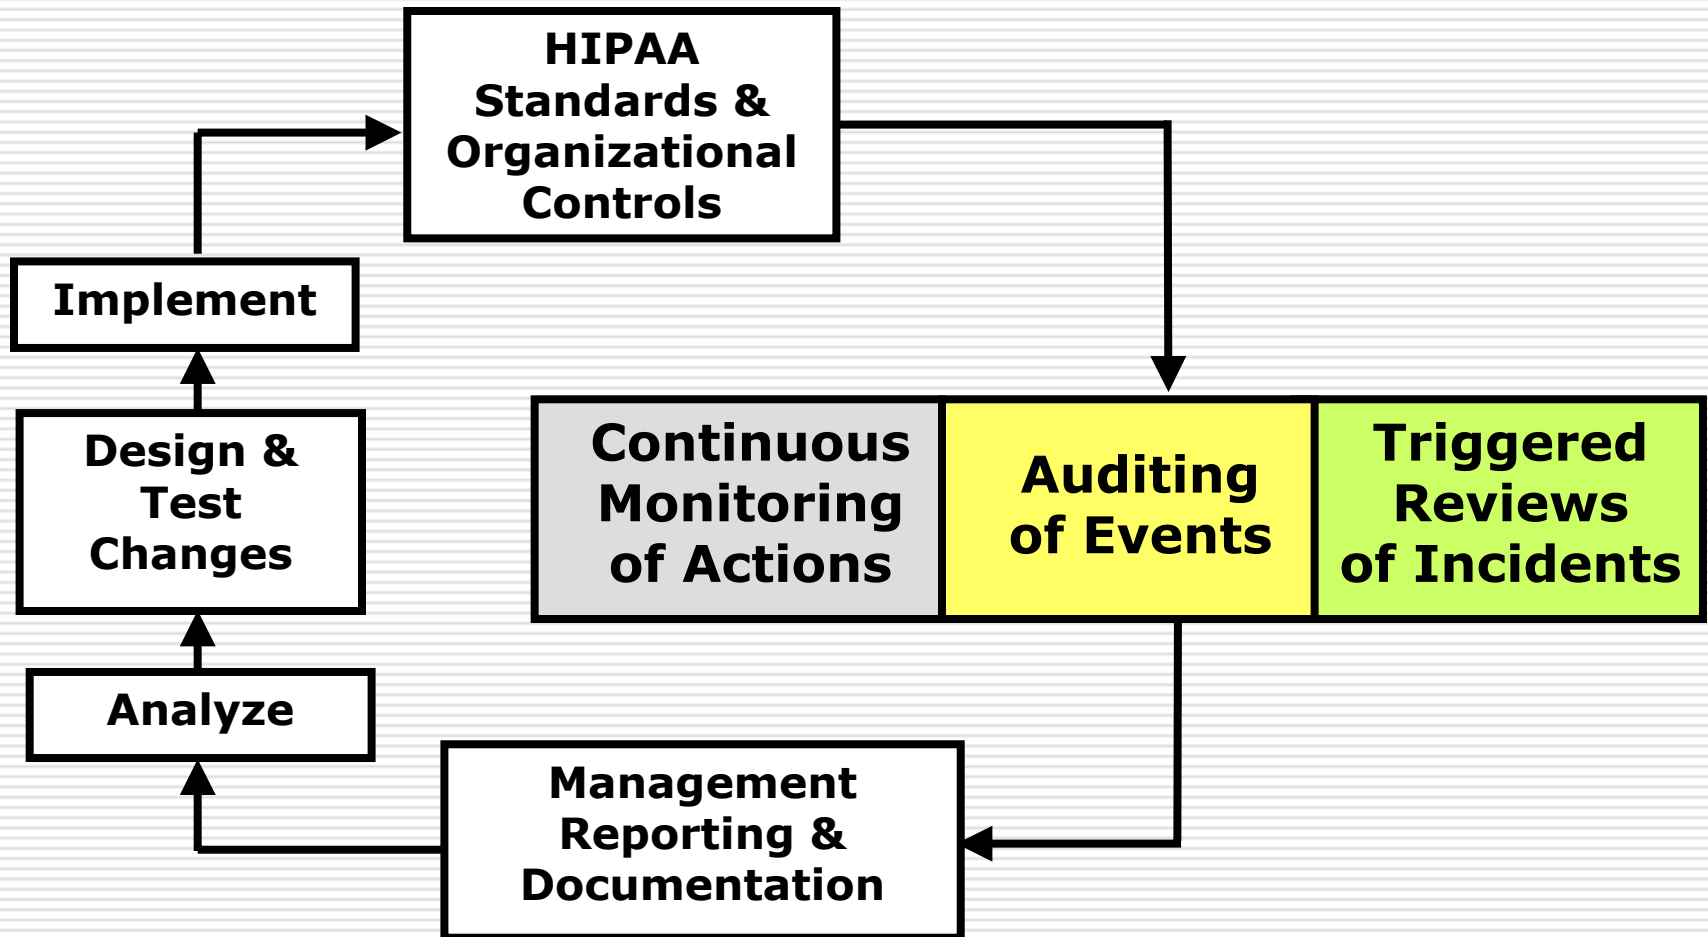 HIPAA
Standards &
Organizational
Controls
Implement
Design &
Test
Changes
Continuous
Monitoring
of Actions
Auditing
of Events
Triggered
Reviews
of Incidents
Analyze
Management
Reporting &
Documentation